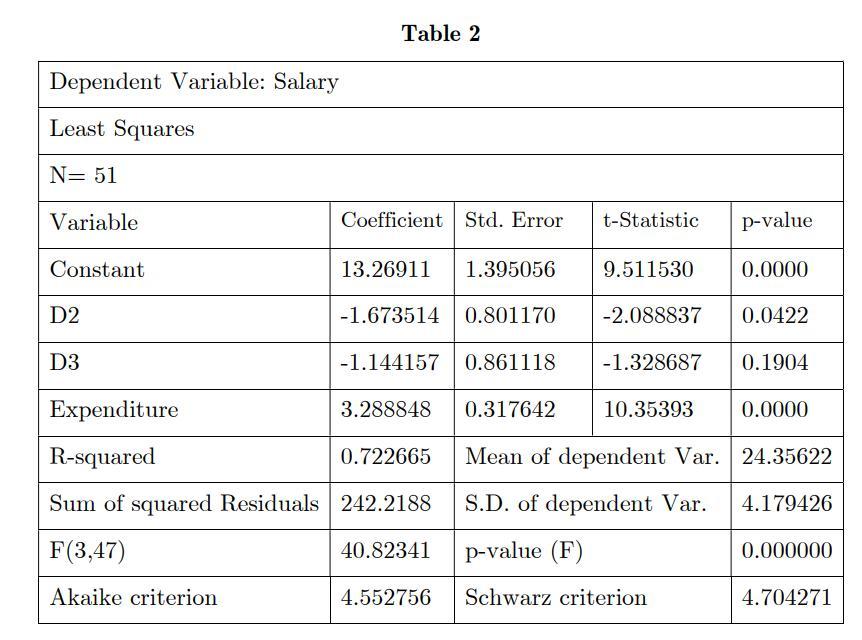 Table 2
Dependent Variable: Salary
Least Squares
N= 51
Variable Coefficient Std. Error t-Statistic p-value
Constant 13.26911 1.395056 9.511530 0.0000
D2 -1.673514 0.801170 -2.088837 0.0422
D3 -1.144157 0.861118 -1.328687 0.1904
Expenditure 3.288848 0.317642 10.35393 0.0000
R-squared 0.722665 Mean of dependent Var. 24.35622
Sum of squared Residuals 242.2188 S.D. of dependent Var. 4.179426
F(3,47) 40.82341 p-value (F) 0.000000
Akaike criterion 4.552756 Schwarz criterion 4.704271